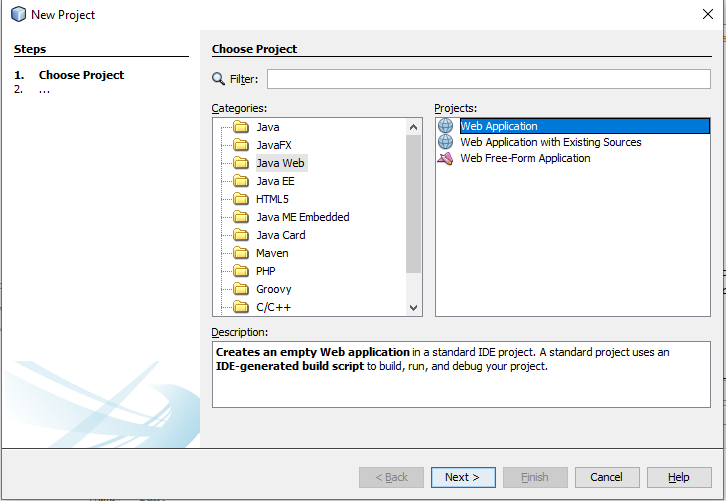 New Project
Steps
1. Choose Project
2. ...
Choose Project
Filter:
Categories:
Java
JavaFX
Java Web
Java EE
HTML5
Java ME Embedded
Java Card
Maven
PHP
Groovy
C/C++
Projects:
Web Application
Web Application with Existing Sources
Web Free-Form Application
Description:
Creates an empty Web application in a standard IDE project. A standard project uses an
IDE-generated build script to build, run, and debug your project.
< Back
Next >
Finish
Cancel
Help